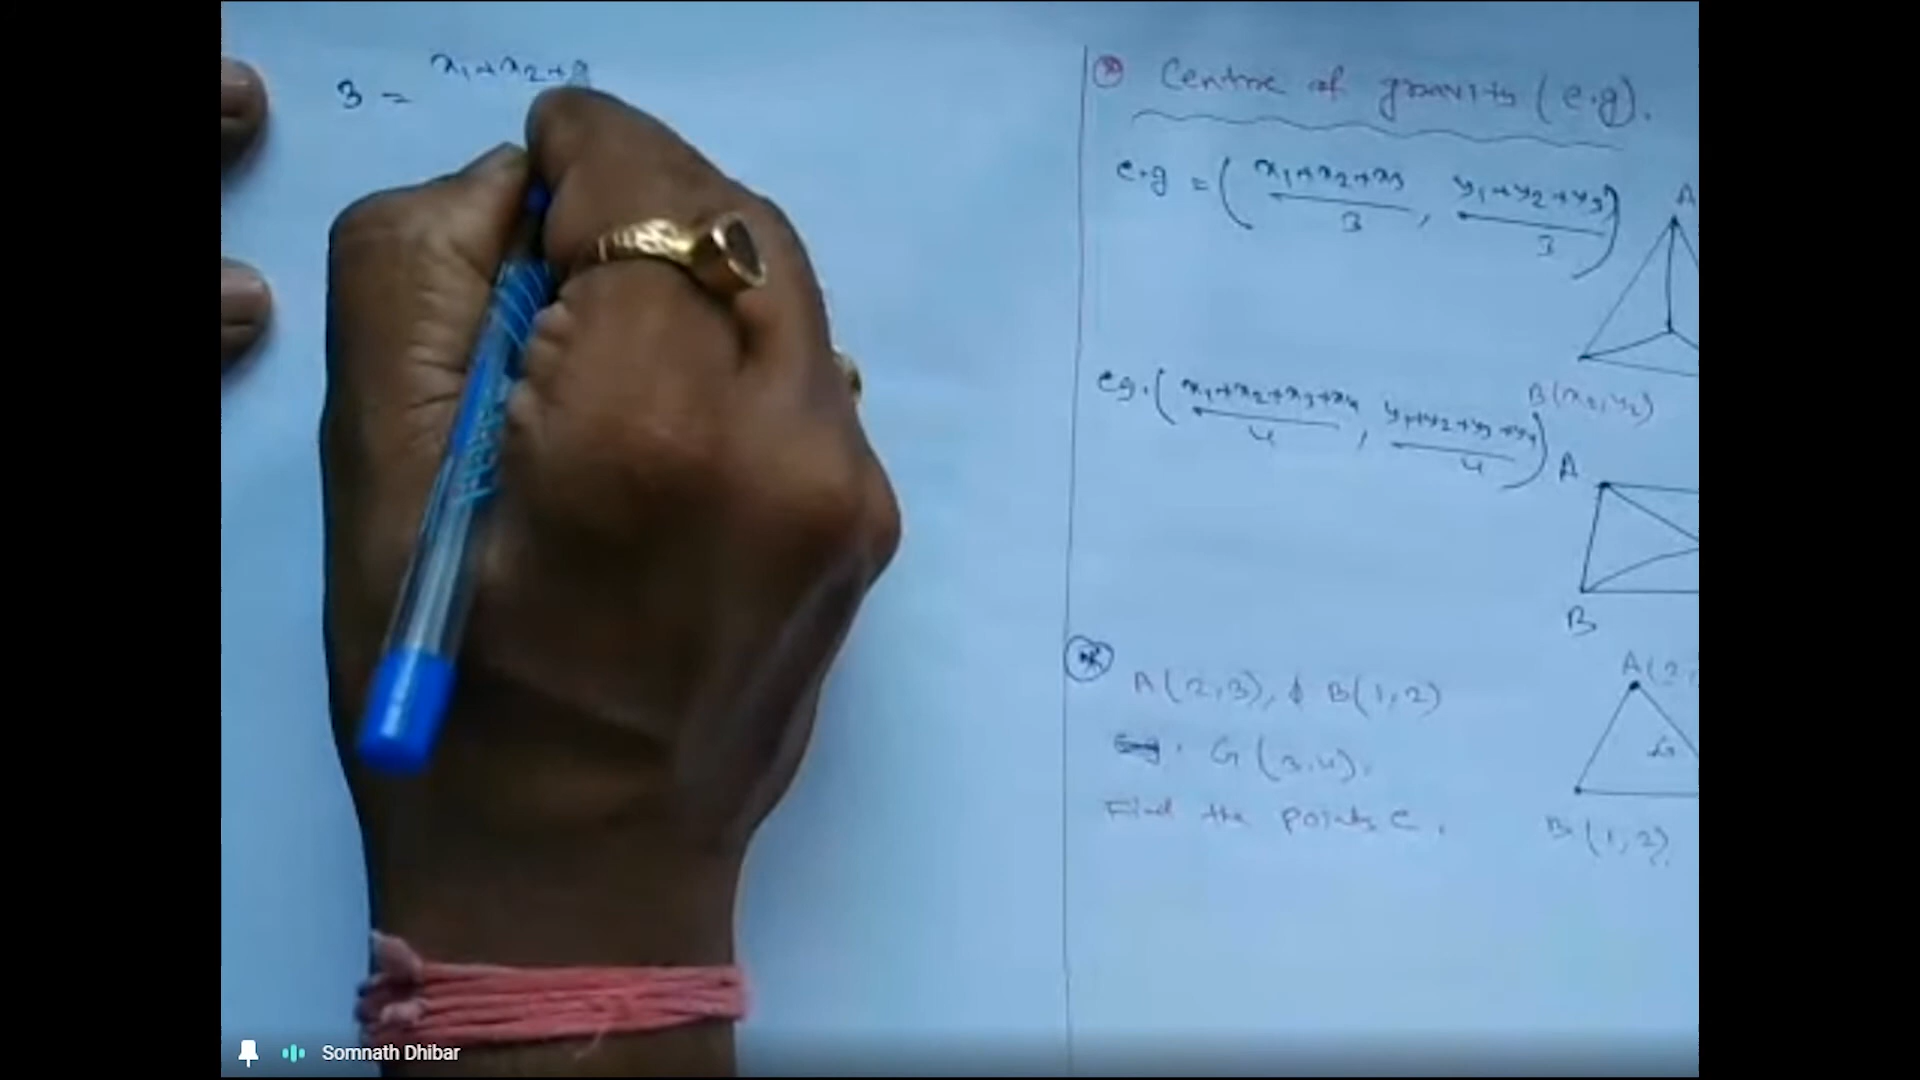 3 = x₁+x₂+
⊛ Centre of gravity (c.g).
c.g = ( x₁+x₂+x₃ / 3 , y₁+y₂+y₃ / 3 )
A
B(x₂, y₂)
cg. ( x₁+x₂+x₃+x₄ / 4 , y₁+y₂+y₃+y₄ / 4 )
A
B
⊛ A(2,3), & B(1,2)
G(3,4).
Find the points C.
A(2,
G
B(1,2).
Somnath Dhibar